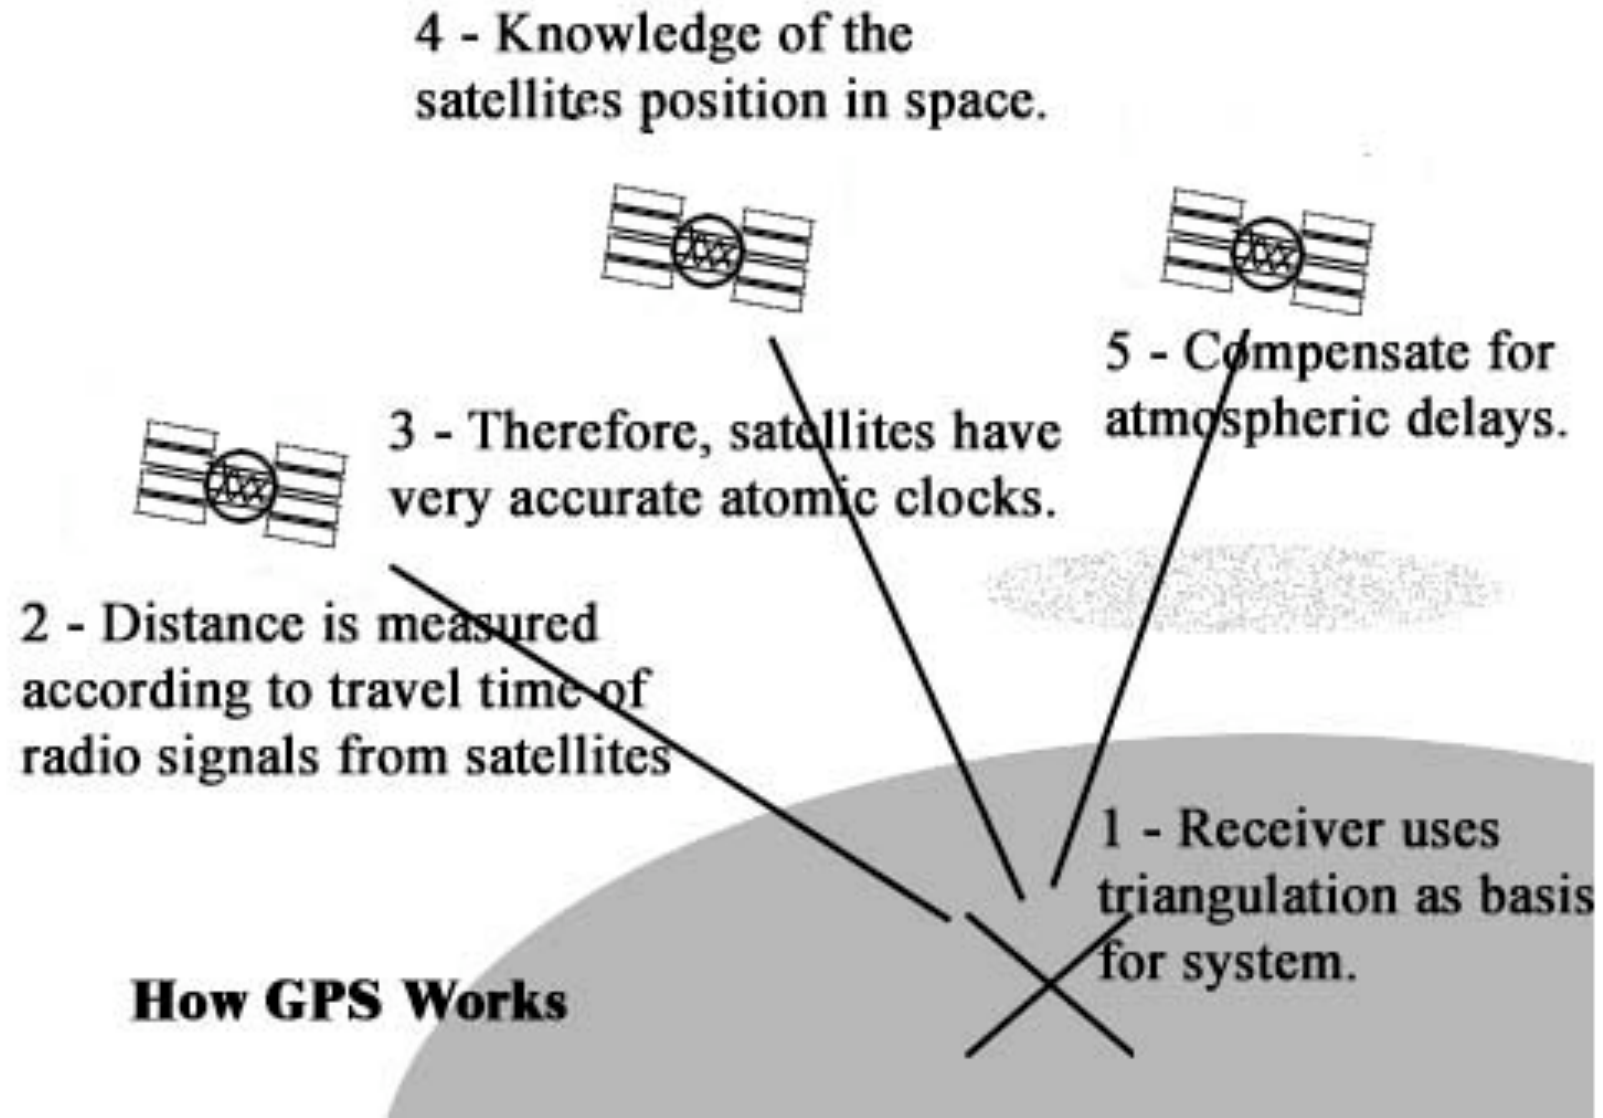 4 - Knowledge of the
satellites position in space.
5 - Compensate for
atmospheric delays.
3 - Therefore, satellites have
very accurate atomic clocks.
2 - Distance is measured
according to travel time of
radio signals from satellites
1 - Receiver uses
triangulation as basis
for system.
How GPS Works